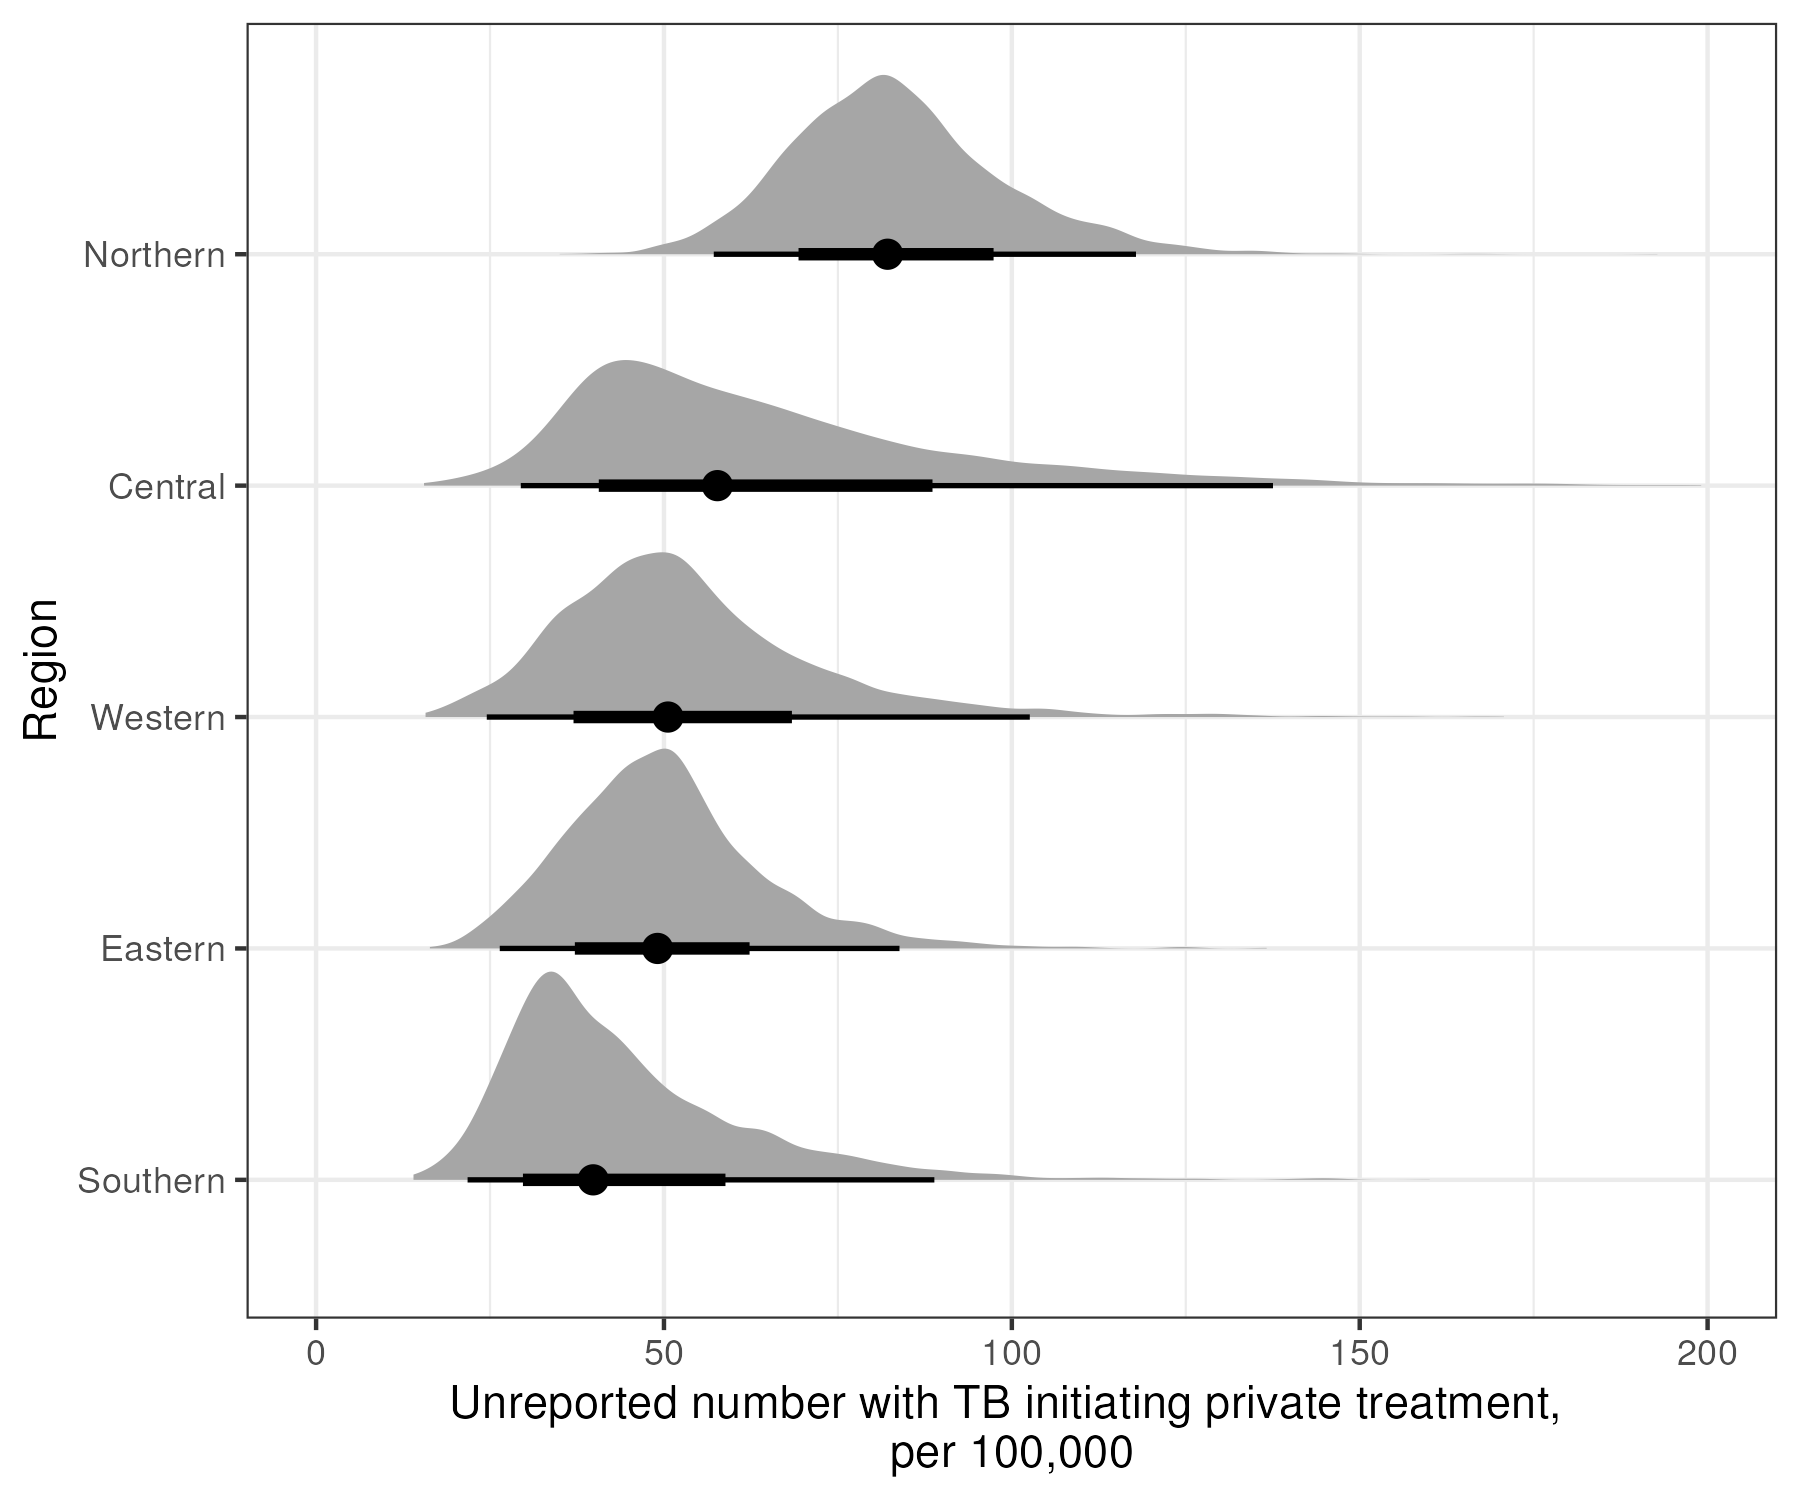 Region
Northern
Central
Western
Eastern
Southern
0 50 100 150 200
Unreported number with TB initiating private treatment,
per 100,000